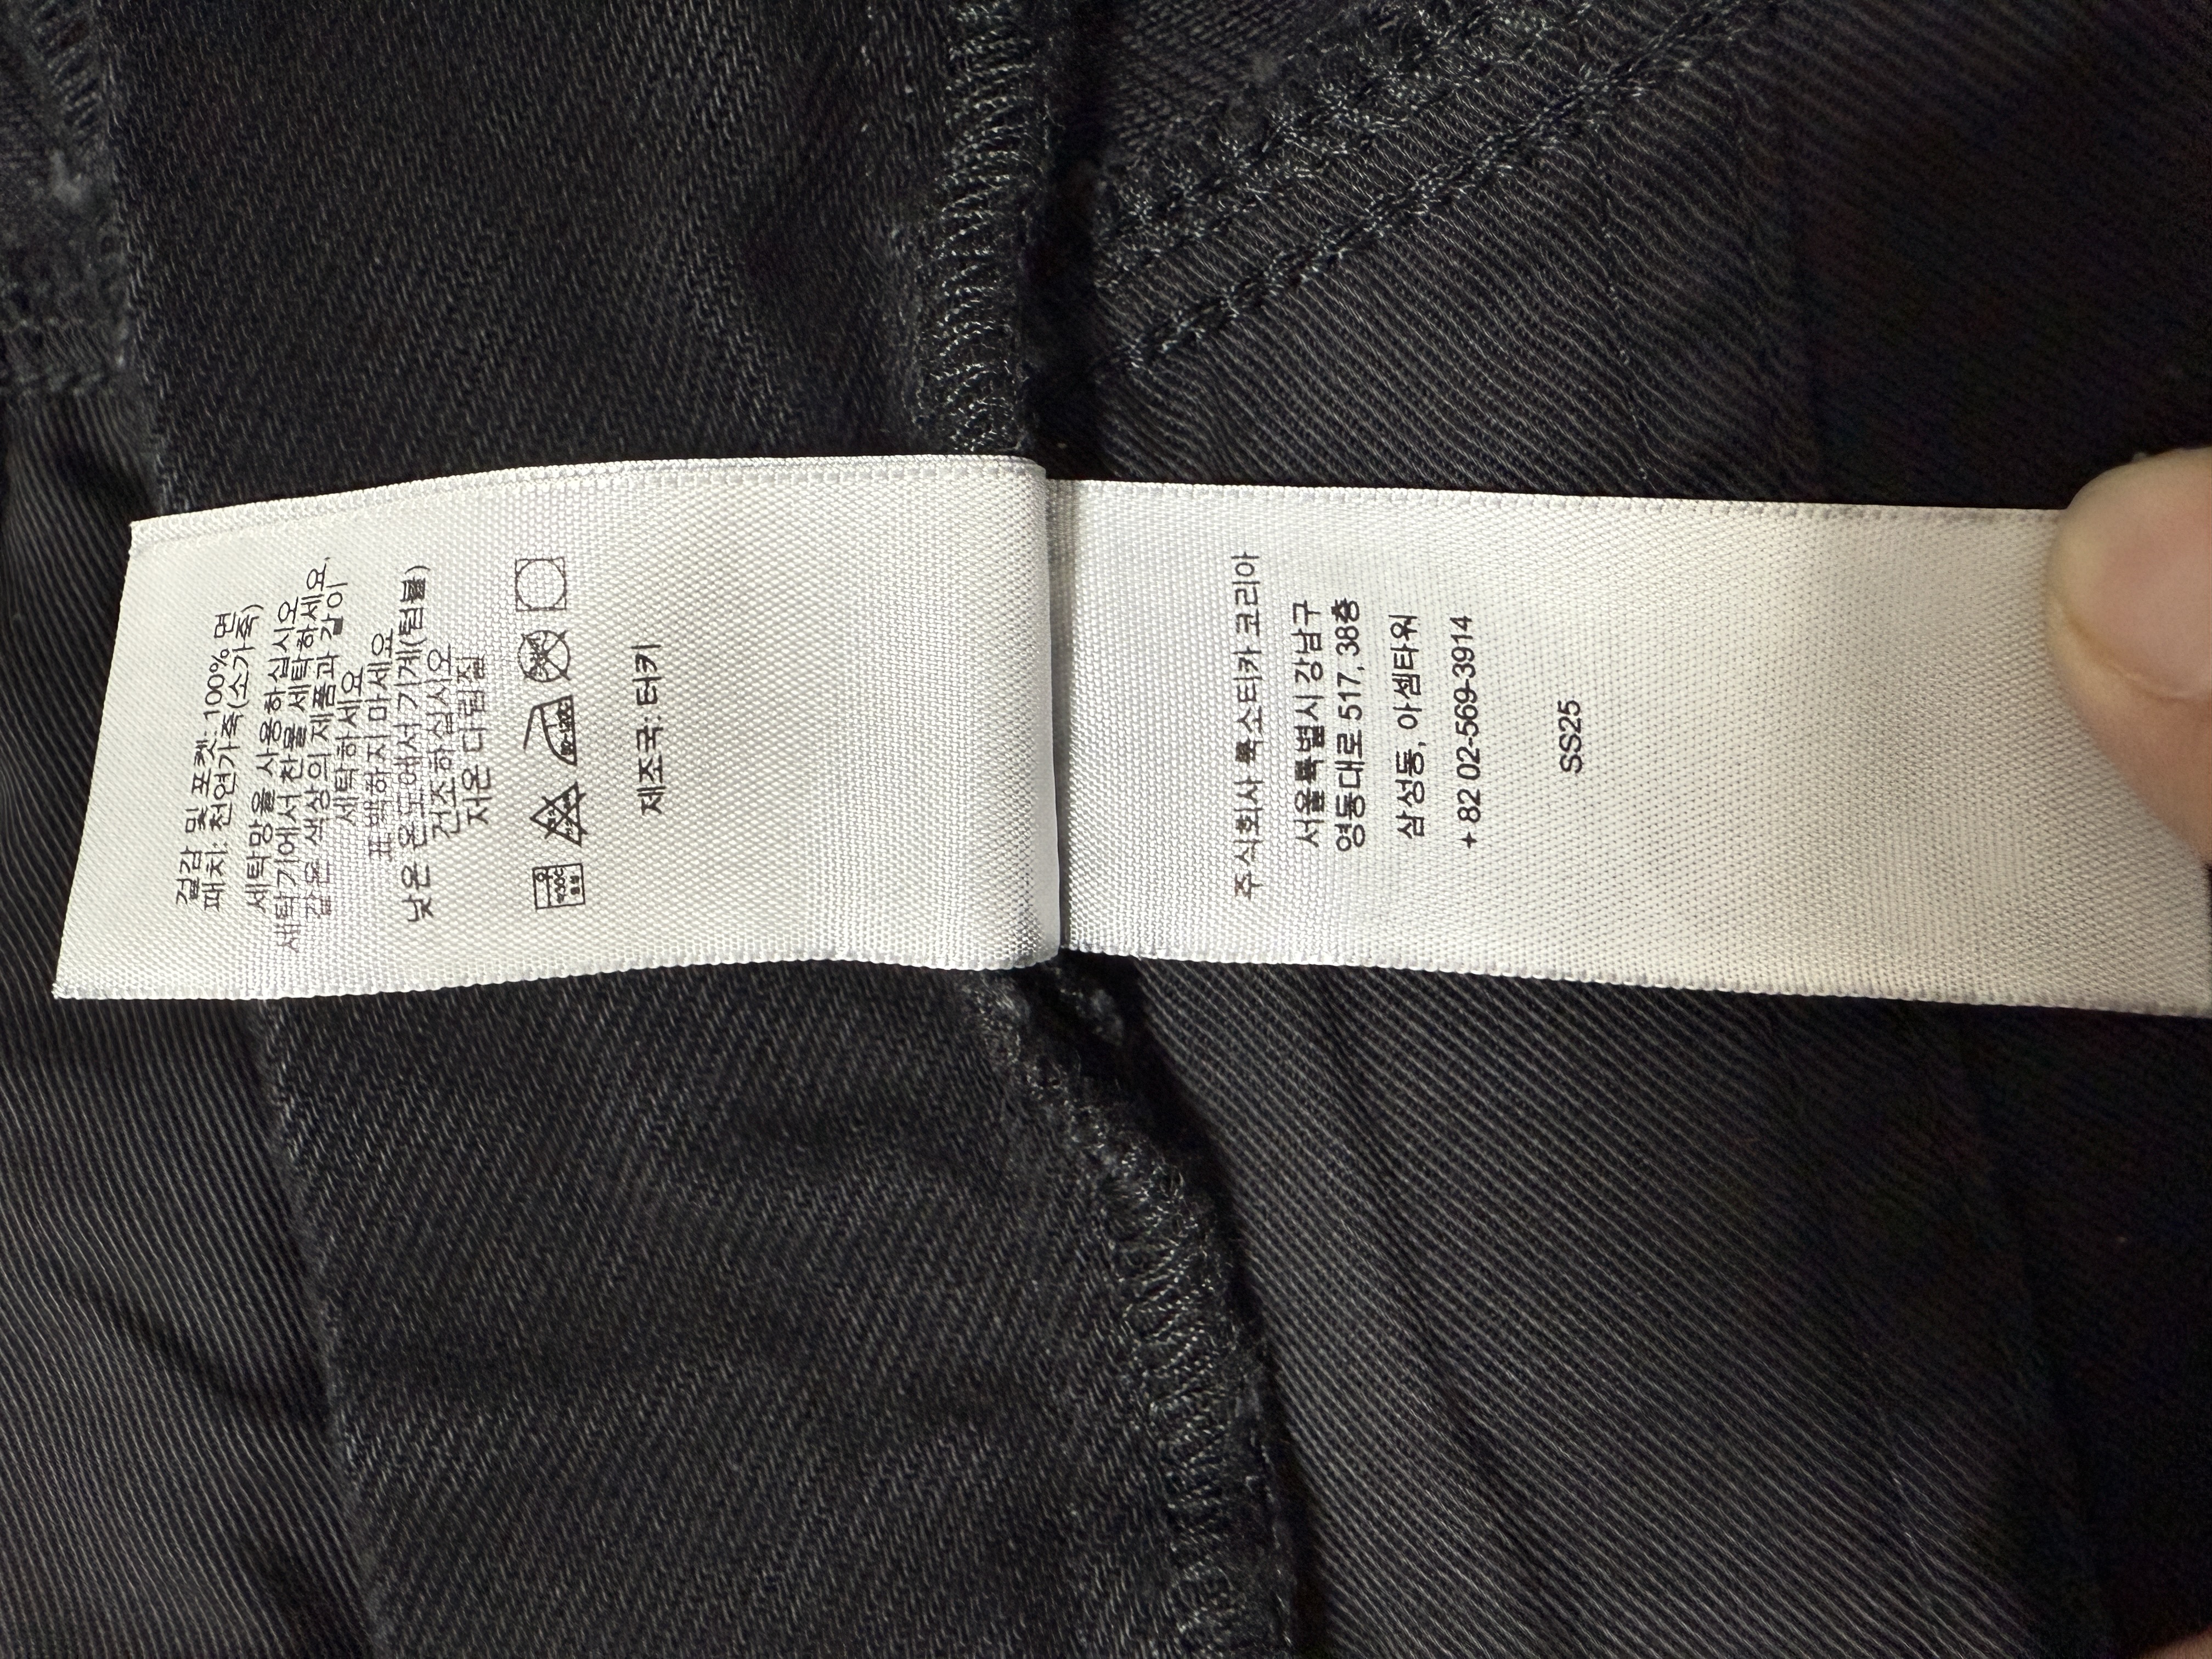 겉감 및 포켓: 100% 면
패치: 천연가죽(소가죽)
세탁망을 사용하십시오
세탁기에서 찬물 세탁하세요.
같은 색상의 제품과 같이
세탁하세요
표백하지 마세요
낮은 온도에서 기계(텀블)
건조하십시오
저온 다림질
제조국: 터키
주식회사 룩소티카 코리아
서울특별시 강남구
영동대로 517, 38층
삼성동, 아셈타워
+ 82 02-569-3914
SS25